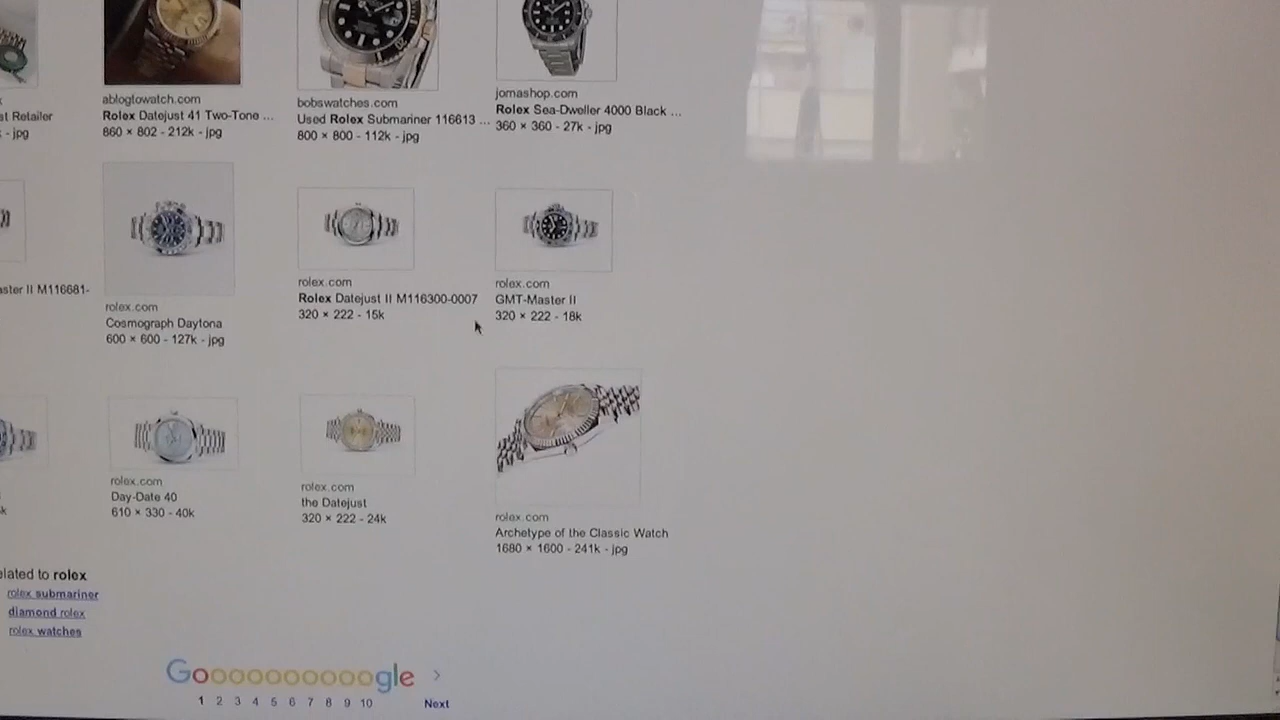 st Retailer
- jpg
abloglowatch.com
Rolex Datejust 41 Two-Tone ...
860 × 802 - 212k - jpg
bobswatches.com
Used Rolex Submariner 116613 ...
800 × 800 - 112k - jpg
jomashop.com
Rolex Sea-Dweller 4000 Black ...
360 × 360 - 27k - jpg
aster II M116681-
rolex.com
Cosmograph Daytona
600 × 600 - 127k - jpg
rolex.com
Rolex Datejust II M116300-0007
320 × 222 - 15k
rolex.com
GMT-Master II
320 × 222 - 18k
k
rolex.com
Day-Date 40
610 × 330 - 40k
rolex.com
the Datejust
320 × 222 - 24k
rolex.com
Archetype of the Classic Watch
1680 × 1600 - 241k - jpg
elated to rolex
rolex submariner
diamond rolex
rolex watches
Goooooooooogle >
1 2 3 4 5 6 7 8 9 10 Next